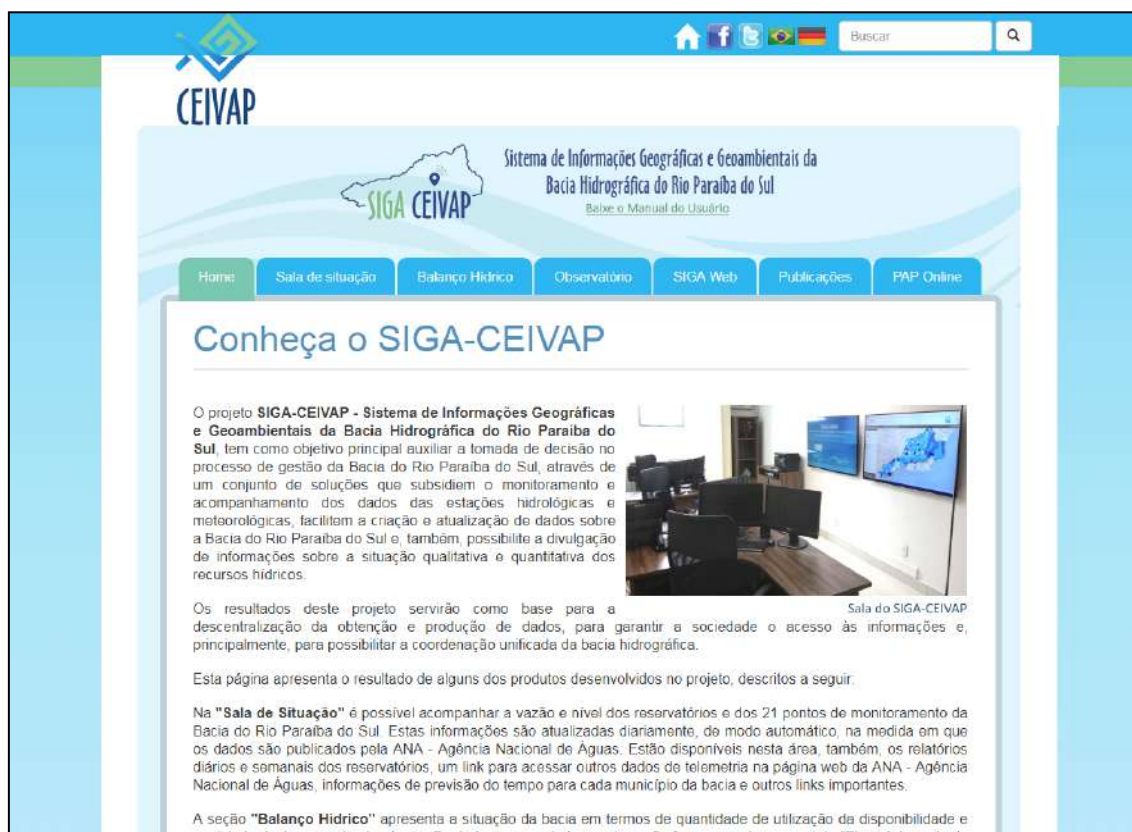 Buscar
CEIVAP
SIGA CEIVAP
Sistema de Informações Geográficas e Geoambientais da
Bacia Hidrográfica do Rio Paraíba do Sul
Baixe o Manual do Usuário
Home
Sala de situação
Balanço Hídrico
Observatório
SIGA Web
Publicações
PAP Online
Conheça o SIGA-CEIVAP
O projeto SIGA-CEIVAP - Sistema de Informações Geográficas
e Geoambientais da Bacia Hidrográfica do Rio Paraíba do
Sul, tem como objetivo principal auxiliar a tomada de decisão no
processo de gestão da Bacia do Rio Paraíba do Sul, através de
um conjunto de soluções que subsidiem o monitoramento e
acompanhamento dos dados das estações hidrológicas e
meteorológicas, facilitem a criação e atualização de dados sobre
a Bacia do Rio Paraíba do Sul e, também, possibilite a divulgação
de informações sobre a situação qualitativa e quantitativa dos
recursos hídricos.
Sala do SIGA-CEIVAP
Os resultados deste projeto servirão como base para a
descentralização da obtenção e produção de dados, para garantir a sociedade o acesso às informações e,
principalmente, para possibilitar a coordenação unificada da bacia hidrográfica.
Esta página apresenta o resultado de alguns dos produtos desenvolvidos no projeto, descritos a seguir:
Na "Sala de Situação" é possível acompanhar a vazão e nível dos reservatórios e dos 21 pontos de monitoramento da
Bacia do Rio Paraíba do Sul. Estas informações são atualizadas diariamente, de modo automático, na medida em que
os dados são publicados pela ANA - Agência Nacional de Águas. Estão disponíveis nesta área, também, os relatórios
diários e semanais dos reservatórios, um link para acessar outros dados de telemetria na página web da ANA - Agência
Nacional de Águas, informações de previsão do tempo para cada município da bacia e outros links importantes.
A seção "Balanço Hídrico" apresenta a situação da bacia em termos de quantidade de utilização da disponibilidade e